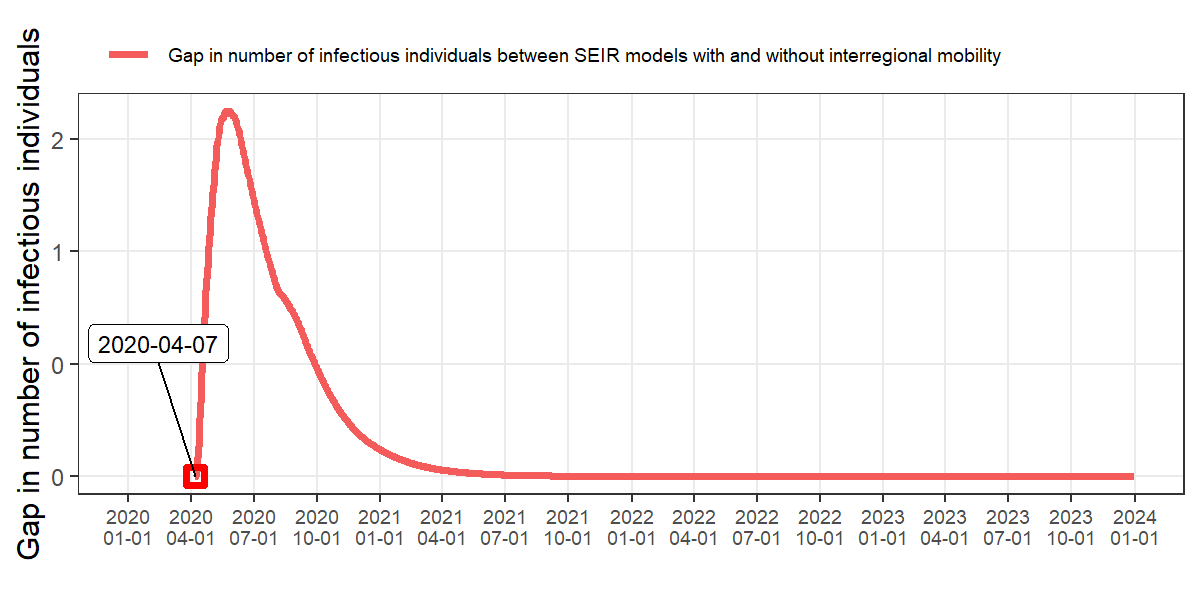 Gap in number of infectious individuals between SEIR models with and without interregional mobility
Gap in number of infectious individuals
2
1
0
0
2020-04-07
2020 2020 2020 2020 2021 2021 2021 2021 2022 2022 2022 2022 2023 2023 2023 2023 2024
01-01 04-01 07-01 10-01 01-01 04-01 07-01 10-01 01-01 04-01 07-01 10-01 01-01 04-01 07-01 10-01 01-01